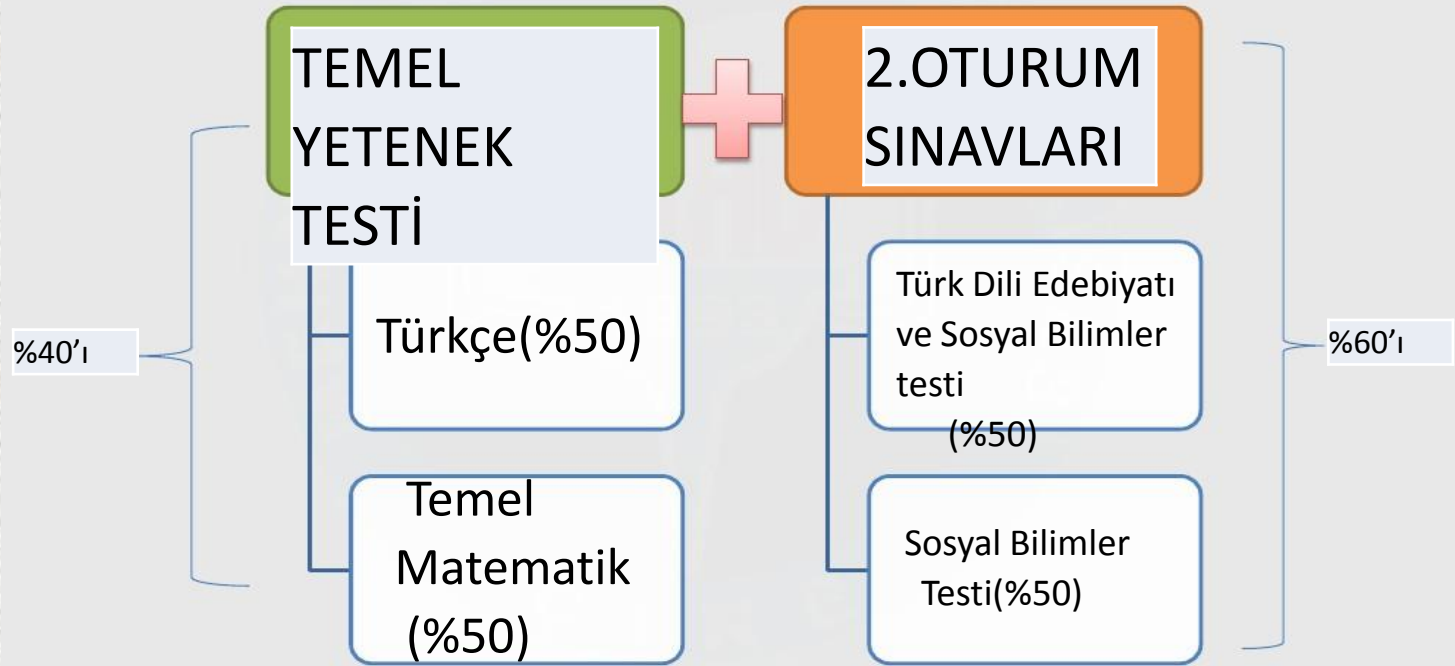 TEMEL
YETENEK
TESTİ
2.OTURUM
SINAVLARI
%40’ı
Türkçe(%50)
Temel
Matematik
(%50)
Türk Dili Edebiyatı
ve Sosyal Bilimler
testi
(%50)
Sosyal Bilimler
Testi(%50)
%60’ı